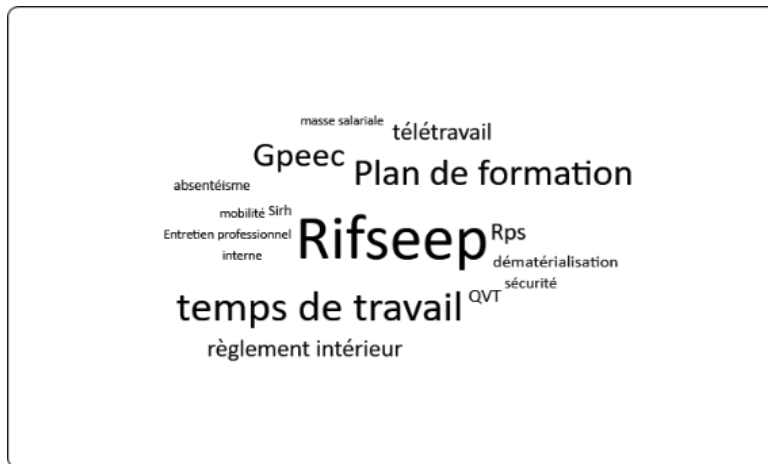 masse salariale
télétravail
Gpeec
Plan de formation
absentéisme
mobilité
Sirh
Entretien professionnel
Rifseep
Rps
interne
dématérialisation
sécurité
temps de travail
QVT
règlement intérieur